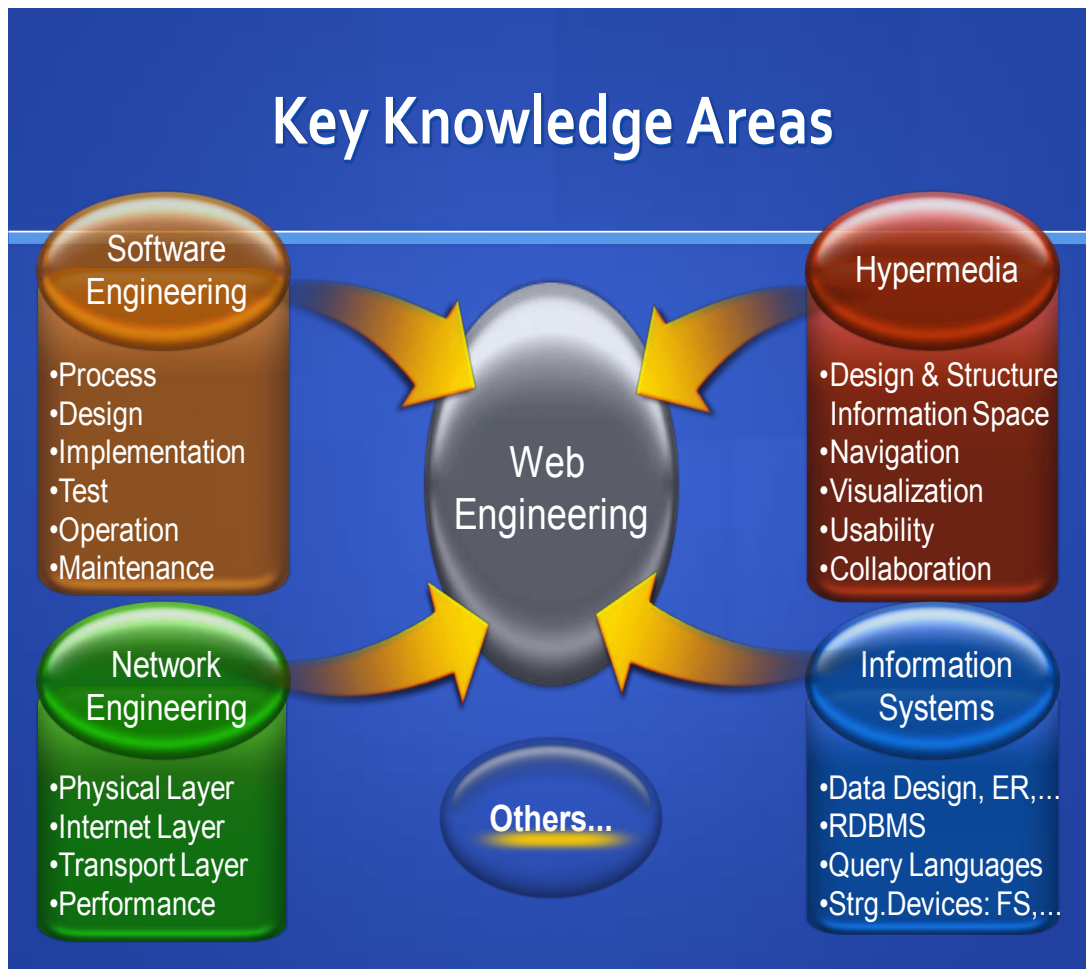 Key Knowledge Areas
Software
Engineering
•Process
•Design
•Implementation
•Test
•Operation
•Maintenance
Hypermedia
•Design & Structure
Information Space
•Navigation
•Visualization
•Usability
•Collaboration
Web
Engineering
Network
Engineering
•Physical Layer
•Internet Layer
•Transport Layer
•Performance
Information
Systems
•Data Design, ER,...
•RDBMS
•Query Languages
•Strg.Devices: FS,...
Others...